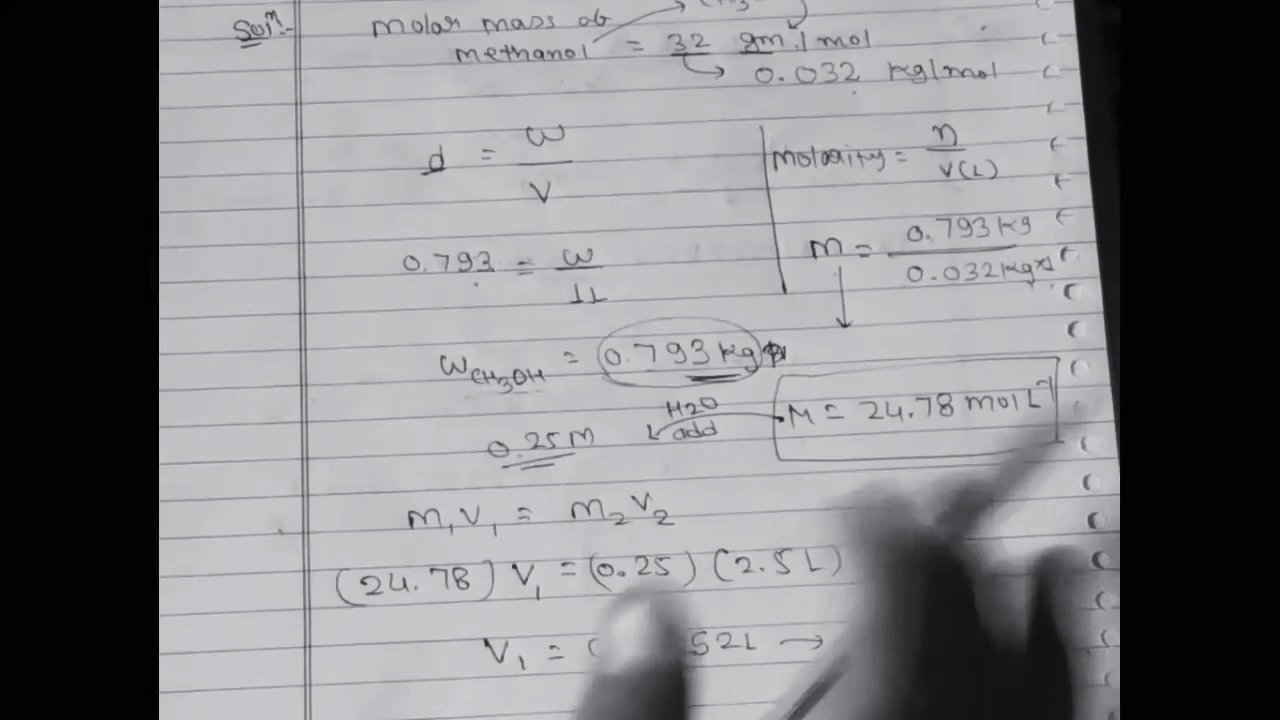 Soln:- Molar mass of
methanol = 32 gm/mol
→ 0.032 kg/mol
d = w/V
Molarity = n/V(L)
0.793 = w/1L
M = 0.793 kg/0.032 kg×1
wCH3OH = 0.793 kg
H2O
add
M = 24.78 mol L⁻¹
0.25 M
M₁V₁ = M₂V₂
(24.78) V₁ = (0.25) (2.5 L)
V₁ = 52L →